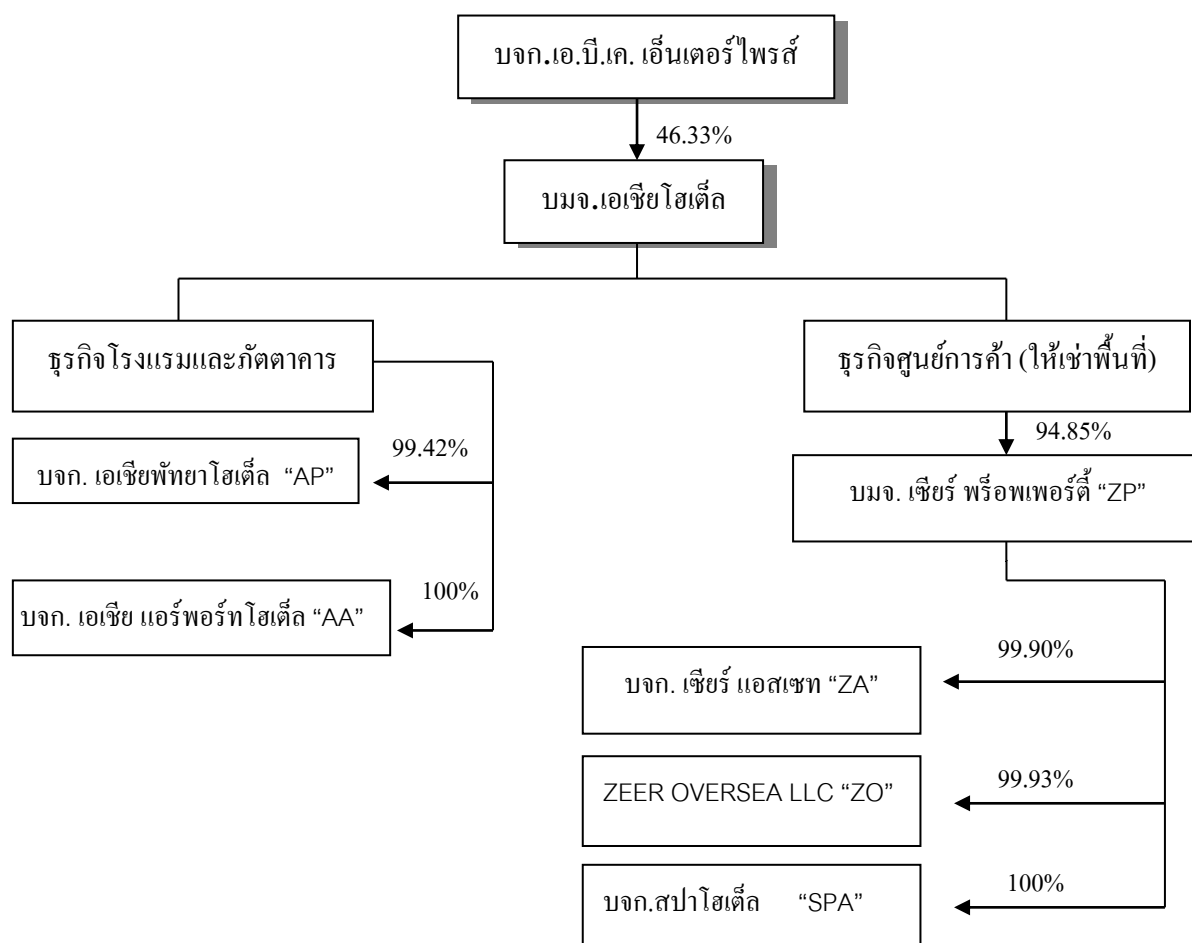 บจก.เอ.บี.เค. เอ็นเตอร์ไพรส์
46.33%
บมจ.เอเชียโฮเต็ล
ธุรกิจโรงแรมและภัตตาคาร
ธุรกิจศูนย์การค้า (ให้เช่าพื้นที่)
99.42%
94.85%
บจก. เอเชียพัทยาโฮเต็ล "AP"
บมจ. เซียร์ พร็อพเพอร์ตี้ "ZP"
100%
บจก. เอเชีย แอร์พอร์ทโฮเต็ล "AA"
99.90%
บจก. เซียร์ แอสเซท "ZA"
99.93%
ZEER OVERSEA LLC "ZO"
100%
บจก.สปาโฮเต็ล "SPA"